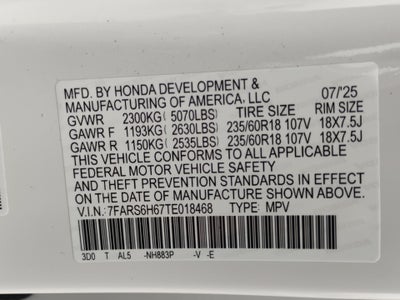 MFD. BY HONDA DEVELOPMENT &
MANUFACTURING OF AMERICA, LLC 07/'25
GVWR 2300KG (5070LBS) TIRE SIZE RIM SIZE
GAWR F 1193KG (2630LBS) 235/60R18 107V 18X7.5J
GAWR R 1150KG (2535LBS) 235/60R18 107V 18X7.5J
THIS VEHICLE CONFORMS TO ALL APPLICABLE
FEDERAL MOTOR VEHICLE SAFETY
AND THEFT PREVENTION STANDARDS IN EFFECT
ON THE DATE OF MANUFACTURE SHOWN ABOVE.
V.I.N.: 7FARS6H67TE018468 TYPE: MPV
3D0 T AL5 -NH883P -V -E